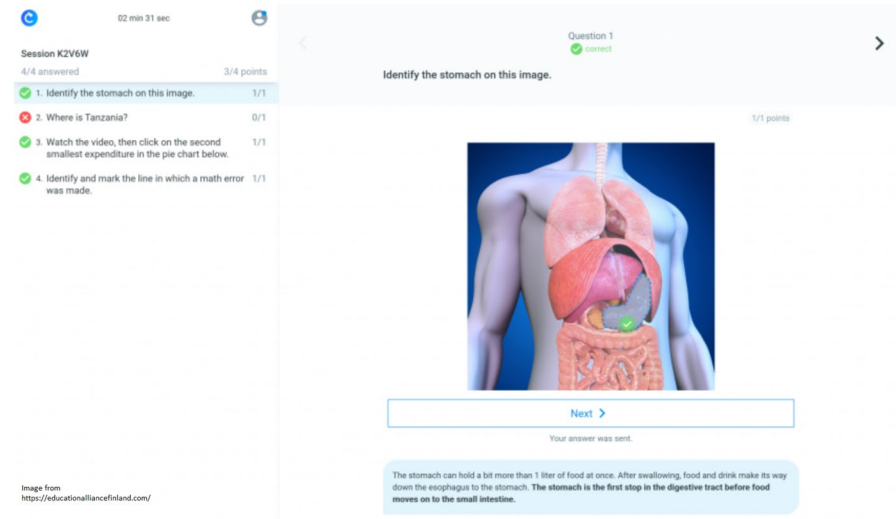 02 min 31 sec
Session K2V6W
4/4 answered 3/4 points
1. Identify the stomach on this image. 1/1
2. Where is Tanzania? 0/1
3. Watch the video, then click on the second 1/1
smallest expenditure in the pie chart below.
4. Identify and mark the line in which a math error 1/1
was made.
Image from
https://educationalliancefinland.com/
Question 1
correct
Identify the stomach on this image.
1/1 points
Next
Your answer was sent.
The stomach can hold a bit more than 1 liter of food at once. After swallowing, food and drink make its way
down the esophagus to the stomach. The stomach is the first stop in the digestive tract before food
moves on to the small intestine.